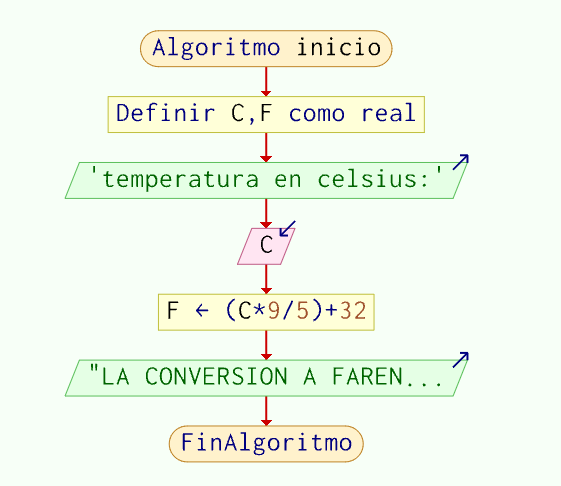 Algoritmo inicio
Definir C,F como real
'temperatura en celsius:'
C
F ← (C*9/5)+32
"LA CONVERSION A FAREN...
FinAlgoritmo